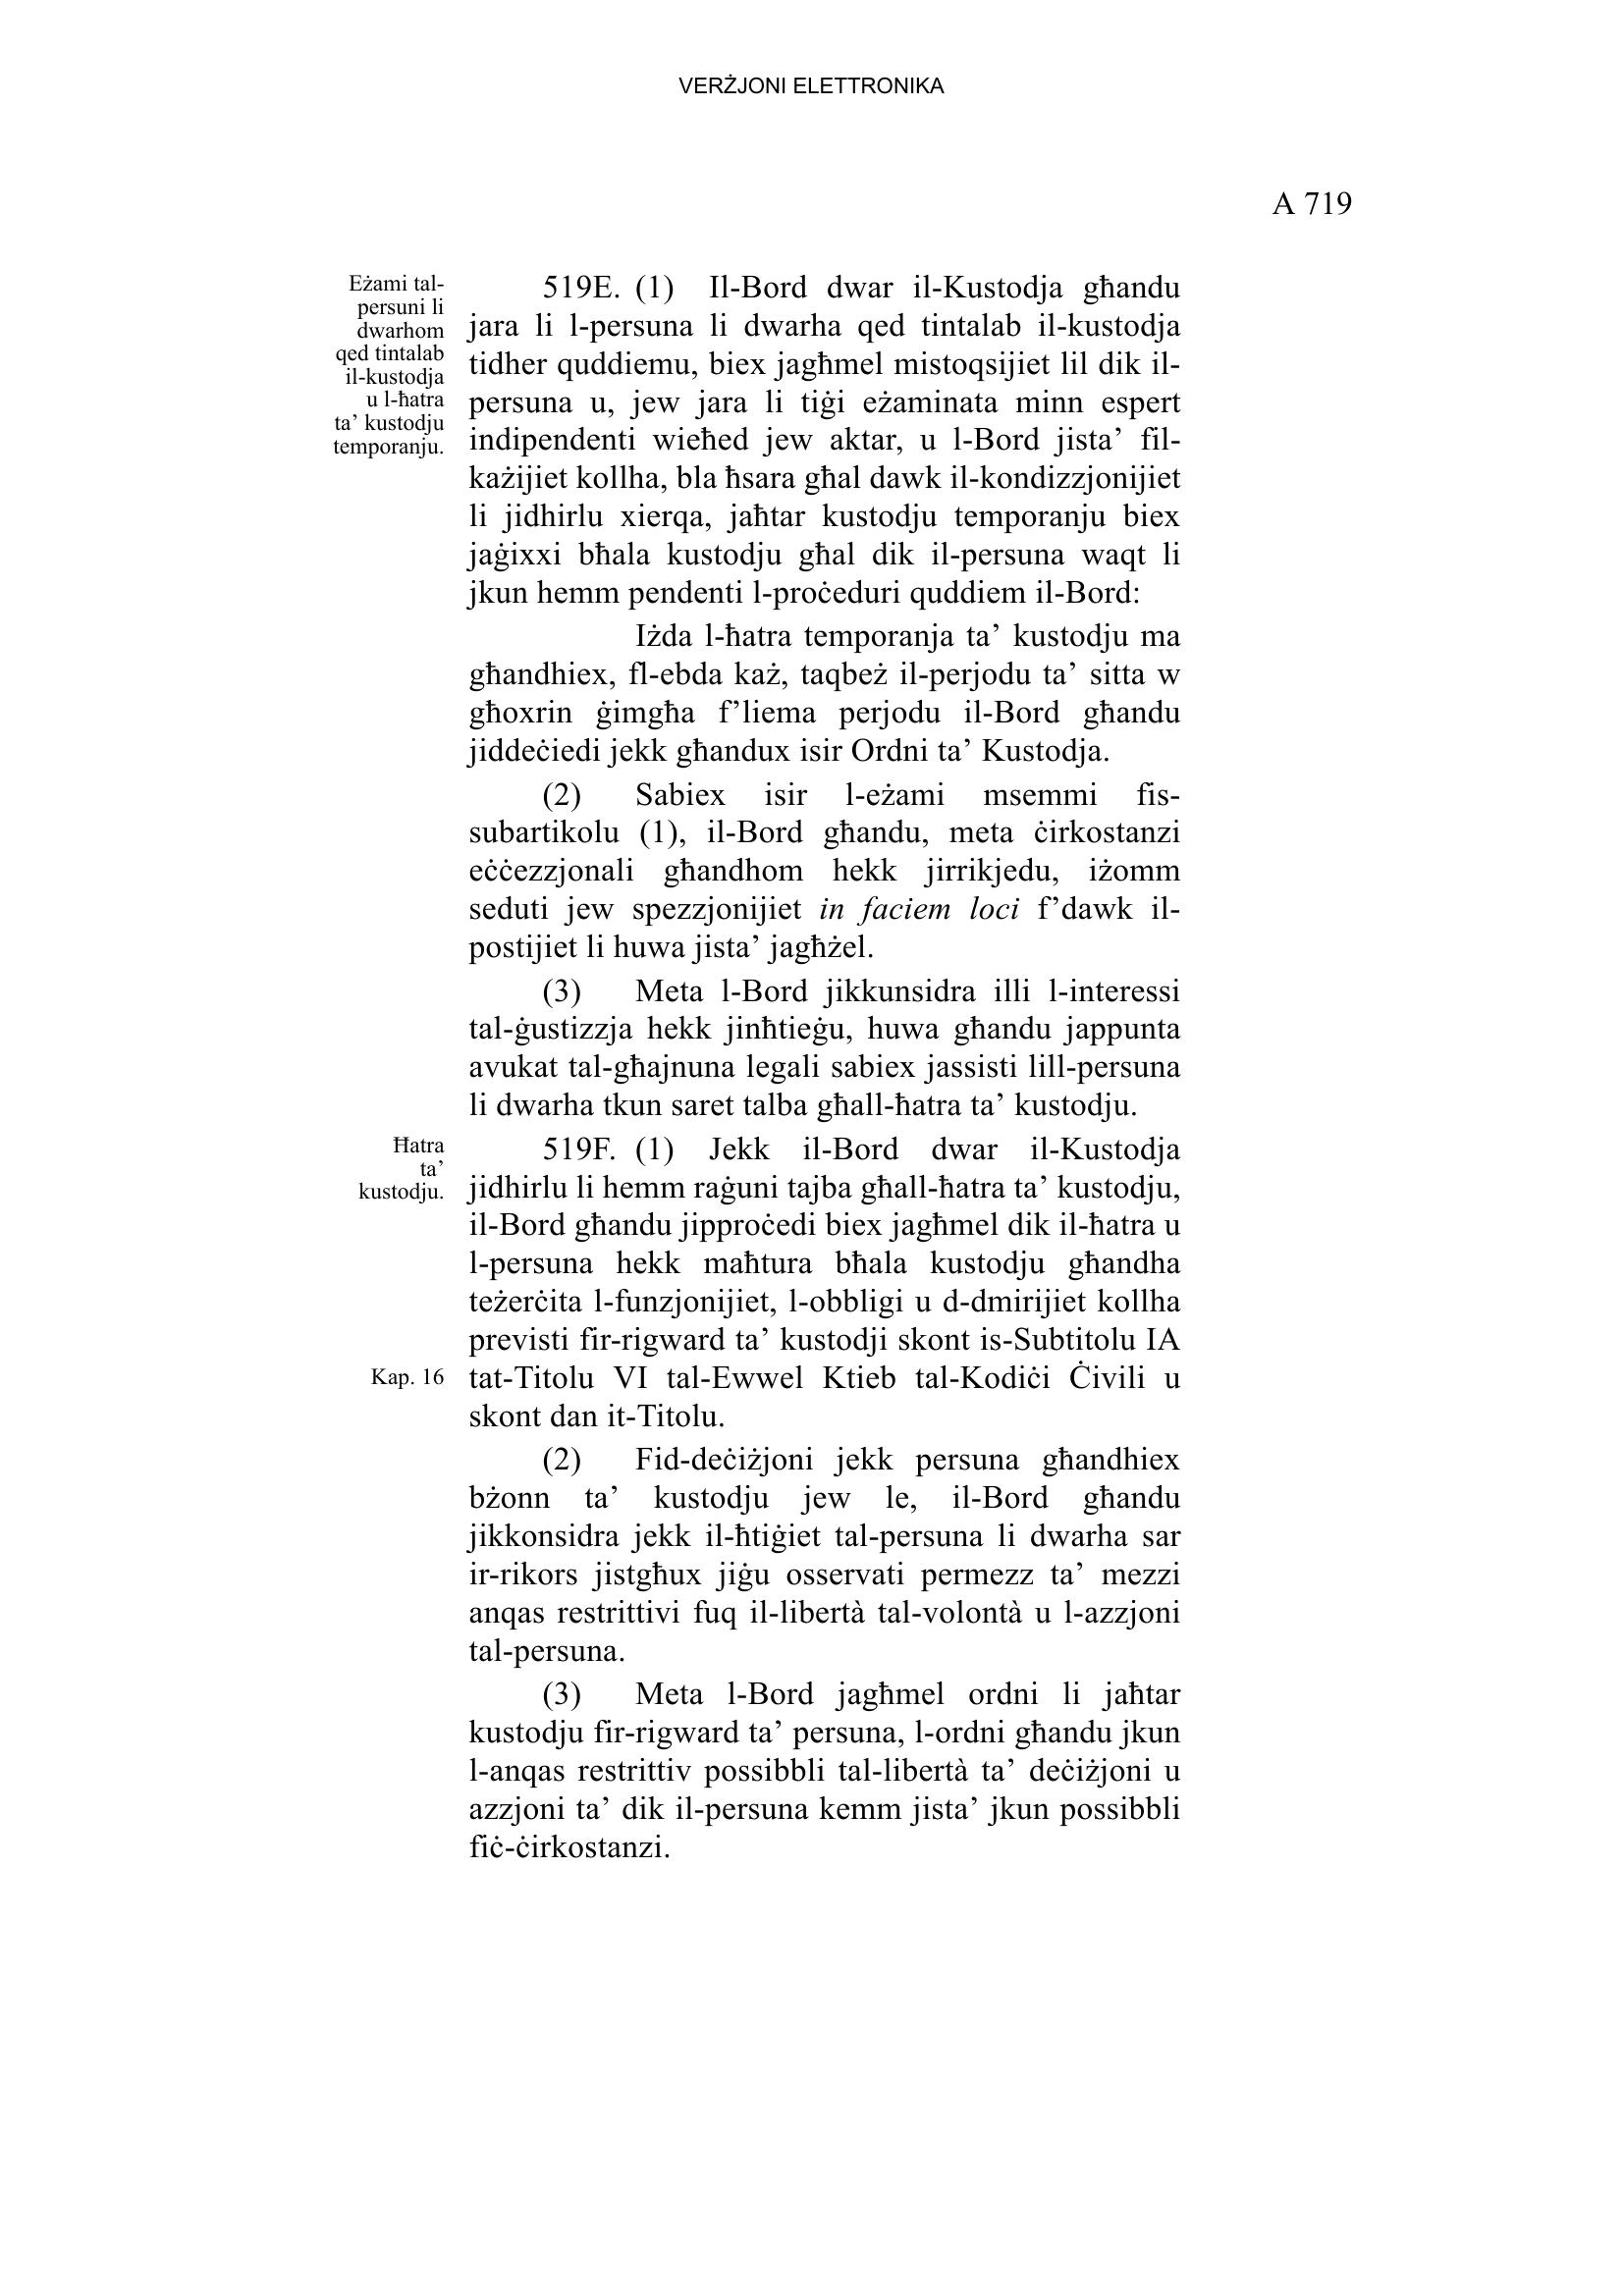 VERŻJONI ELETTRONIKA
A 719
Eżami tal-
persuni li
dwarhom
qed tintalab
il-kustodja
u l-ħatra
ta’ kustodju
temporanju.
519E. (1) Il-Bord dwar il-Kustodja għandu
jara li l-persuna li dwarha qed tintalab il-kustodja
tidher quddiemu, biex jagħmel mistoqsijiet lil dik il-
persuna u, jew jara li tiġi eżaminata minn espert
indipendenti wieħed jew aktar, u l-Bord jista’ fil-
każijiet kollha, bla ħsara għal dawk il-kondizzjonijiet
li jidhirlu xierqa, jaħtar kustodju temporanju biex
jaġixxi bħala kustodju għal dik il-persuna waqt li
jkun hemm pendenti l-proċeduri quddiem il-Bord:
Iżda l-ħatra temporanja ta’ kustodju ma
għandhiex, fl-ebda każ, taqbeż il-perjodu ta’ sitta w
għoxrin ġimgħa f’liema perjodu il-Bord għandu
jiddeċiedi jekk għandux isir Ordni ta’ Kustodja.
(2) Sabiex isir l-eżami msemmi fis-
subartikolu (1), il-Bord għandu, meta ċirkostanzi
eċċezzjonali għandhom hekk jirrikjedu, iżomm
seduti jew spezzjonijiet in faciem loci f’dawk il-
postijiet li huwa jista’ jagħżel.
(3) Meta l-Bord jikkunsidra illi l-interessi
tal-ġustizzja hekk jinħtieġu, huwa għandu jappunta
avukat tal-għajnuna legali sabiex jassisti lill-persuna
li dwarha tkun saret talba għall-ħatra ta’ kustodju.
Ħatra
ta’
kustodju.
519F. (1) Jekk il-Bord dwar il-Kustodja
jidhirlu li hemm raġuni tajba għall-ħatra ta’ kustodju,
il-Bord għandu jipproċedi biex jagħmel dik il-ħatra u
l-persuna hekk maħtura bħala kustodju għandha
teżerċita l-funzjonijiet, l-obbligi u d-dmirijiet kollha
previsti fir-rigward ta’ kustodji skont is-Subtitolu IA
Kap. 16
tat-Titolu VI tal-Ewwel Ktieb tal-Kodiċi Ċivili u
skont dan it-Titolu.
(2) Fid-deċiżjoni jekk persuna għandhiex
bżonn ta’ kustodju jew le, il-Bord għandu
jikkonsidra jekk il-ħtiġiet tal-persuna li dwarha sar
ir-rikors jistgħux jiġu osservati permezz ta’ mezzi
anqas restrittivi fuq il-libertà tal-volontà u l-azzjoni
tal-persuna.
(3) Meta l-Bord jagħmel ordni li jaħtar
kustodju fir-rigward ta’ persuna, l-ordni għandu jkun
l-anqas restrittiv possibbli tal-libertà ta’ deċiżjoni u
azzjoni ta’ dik il-persuna kemm jista’ jkun possibbli
fiċ-ċirkostanzi.